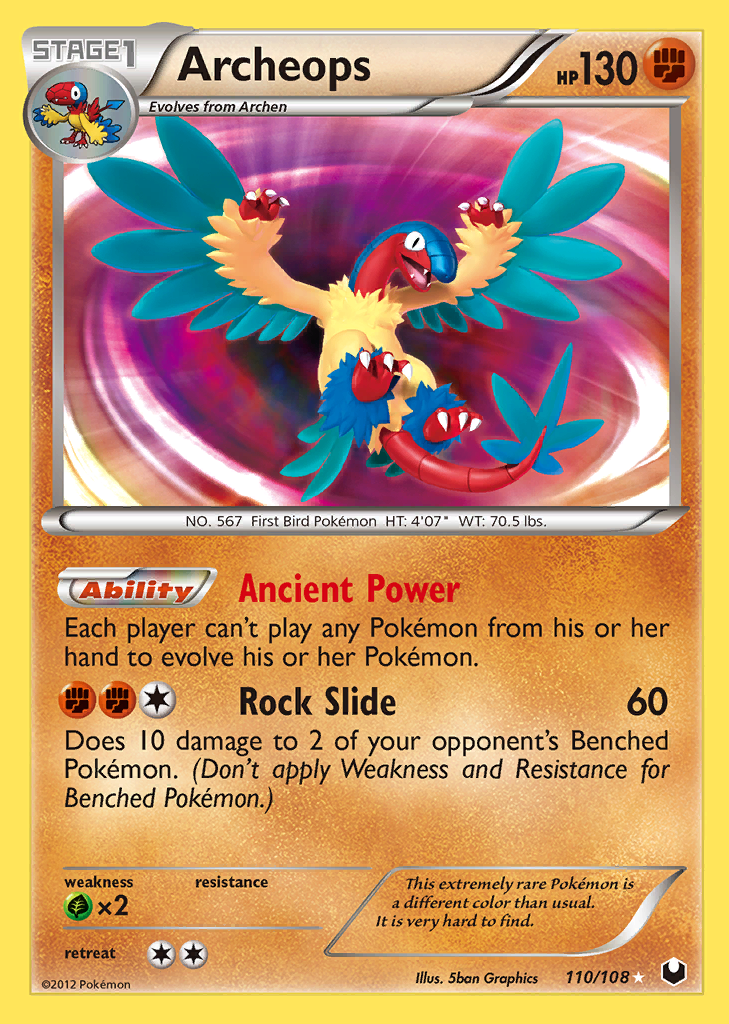 STAGE1
Archeops
HP130
Evolves from Archen
NO. 567 First Bird Pokémon HT: 4'07" WT: 70.5 lbs.
Ability Ancient Power
Each player can't play any Pokémon from his or her
hand to evolve his or her Pokémon.
Rock Slide 60
Does 10 damage to 2 of your opponent's Benched
Pokémon. (Don't apply Weakness and Resistance for
Benched Pokémon.)
weakness resistance
×2
retreat
This extremely rare Pokémon is
a different color than usual.
It is very hard to find.
©2012 Pokémon
Illus. 5ban Graphics 110/108